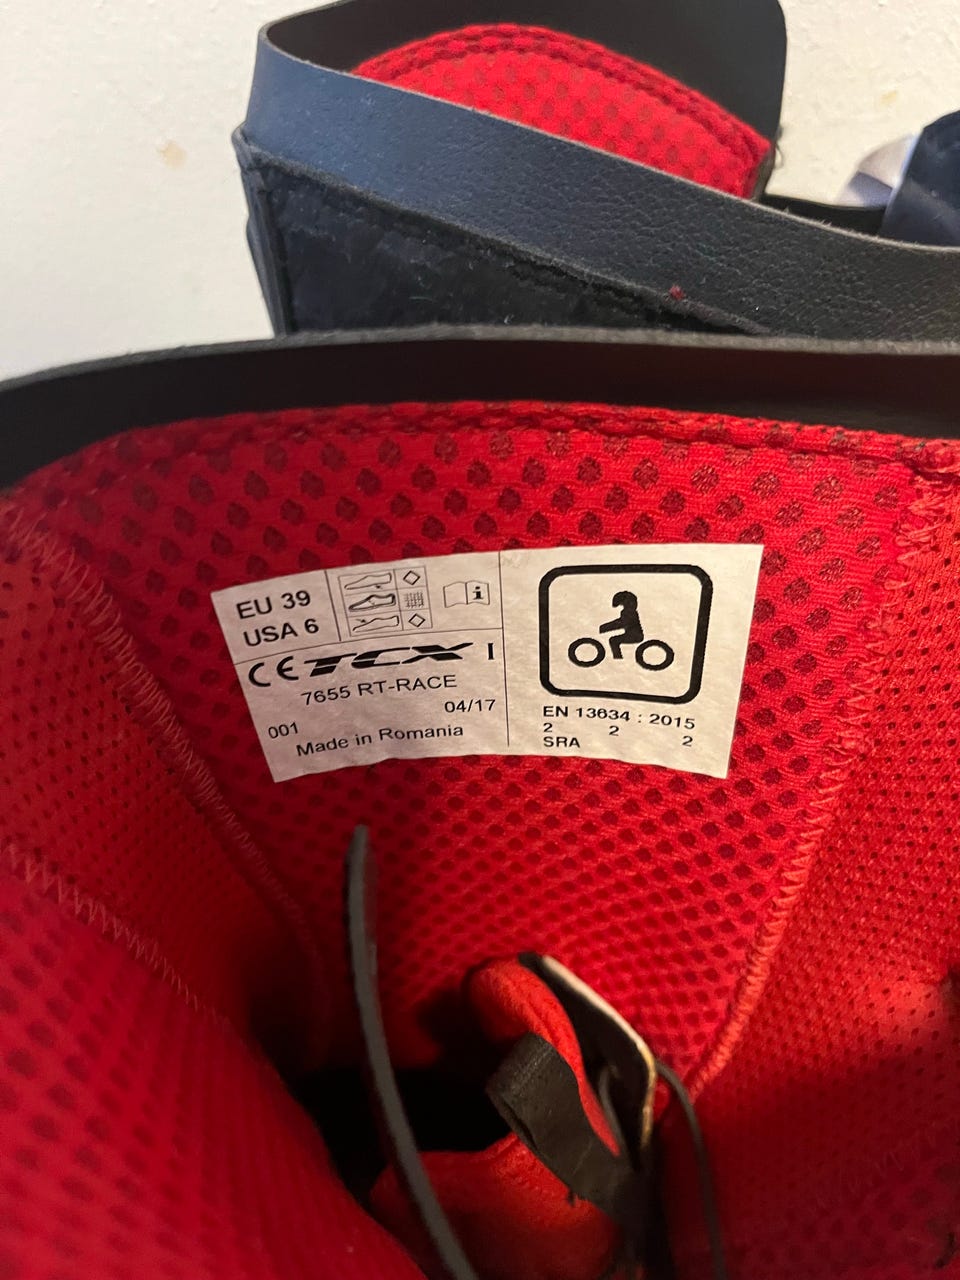 EU 39
USA 6
i
CE TCX I
7655 RT-RACE
04/17
001
Made in Romania
EN 13634 : 2015
2 2 2
SRA